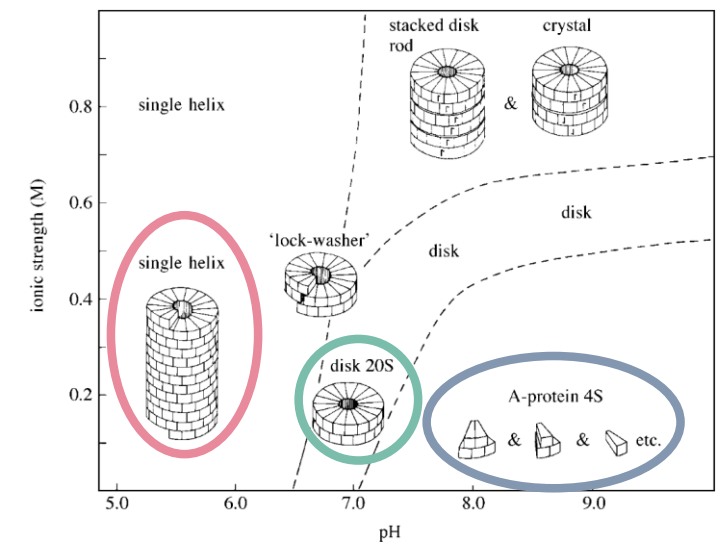 stacked disk
rod
crystal
&
single helix
'lock-washer'
disk
disk
single helix
disk 20S
A-protein 4S
& & etc.
0.8
0.6
0.4
0.2
ionic strength (M)
5.0 6.0 7.0 8.0 9.0
pH